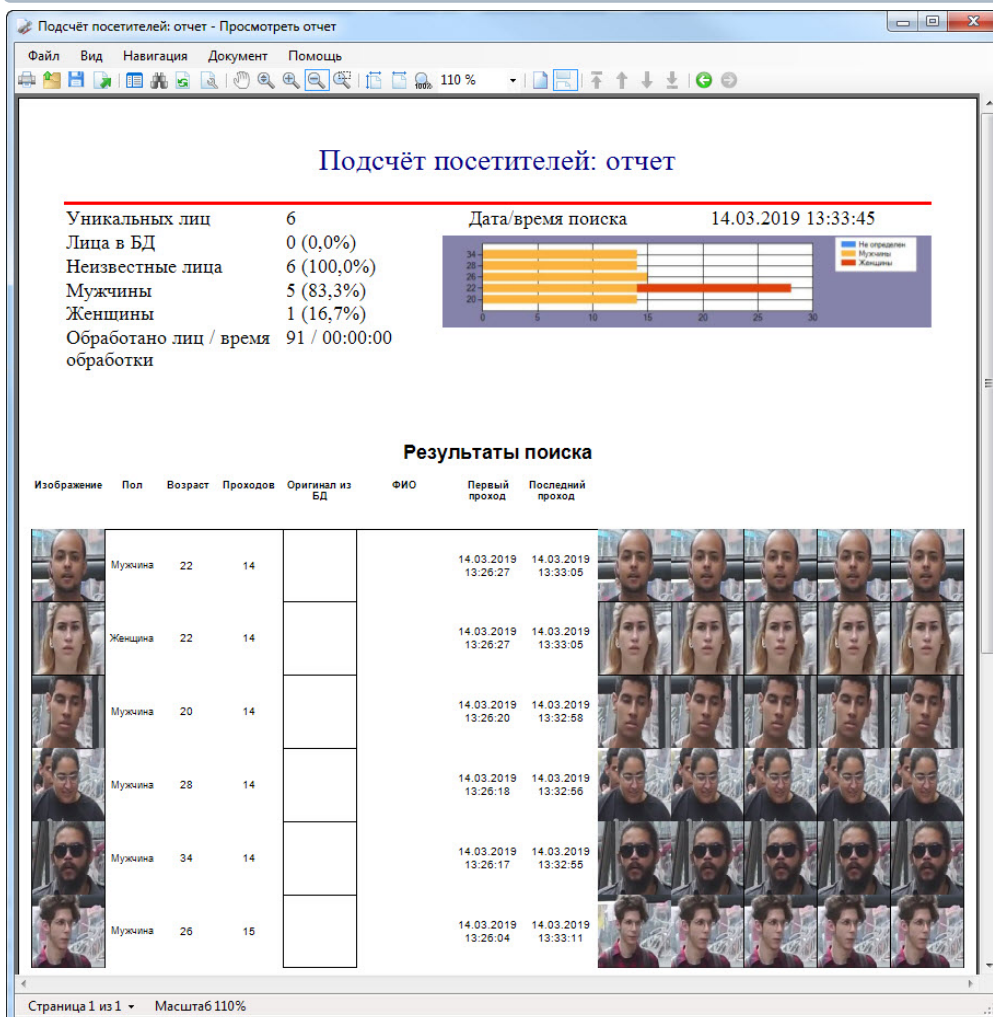 Подсчёт посетителей: отчет - Просмотреть отчет
Файл Вид Навигация Документ Помощь
100% 110 %
Подсчёт посетителей: отчет
Уникальных лиц 6 Дата/время поиска 14.03.2019 13:33:45
Лица в БД 0 (0,0%)
Неизвестные лица 6 (100,0%)
Мужчины 5 (83,3%)
Женщины 1 (16,7%)
Обработано лиц / время 91 / 00:00:00
обработки
Не определен
Мужчины
Женщины
34
28
26
22
20
0 5 10 15 20 25 30
Результаты поиска
Изображение Пол Возраст Проходов Оригинал из ФИО Первый Последний
БД проход проход
Мужчина 22 14 14.03.2019 14.03.2019
13:26:27 13:33:05
Женщина 22 14 14.03.2019 14.03.2019
13:26:27 13:33:05
Мужчина 20 14 14.03.2019 14.03.2019
13:26:20 13:32:58
Мужчина 28 14 14.03.2019 14.03.2019
13:26:18 13:32:56
Мужчина 34 14 14.03.2019 14.03.2019
13:26:17 13:32:55
Мужчина 26 15 14.03.2019 14.03.2019
13:26:04 13:33:11
Страница 1 из 1 Масштаб 110%